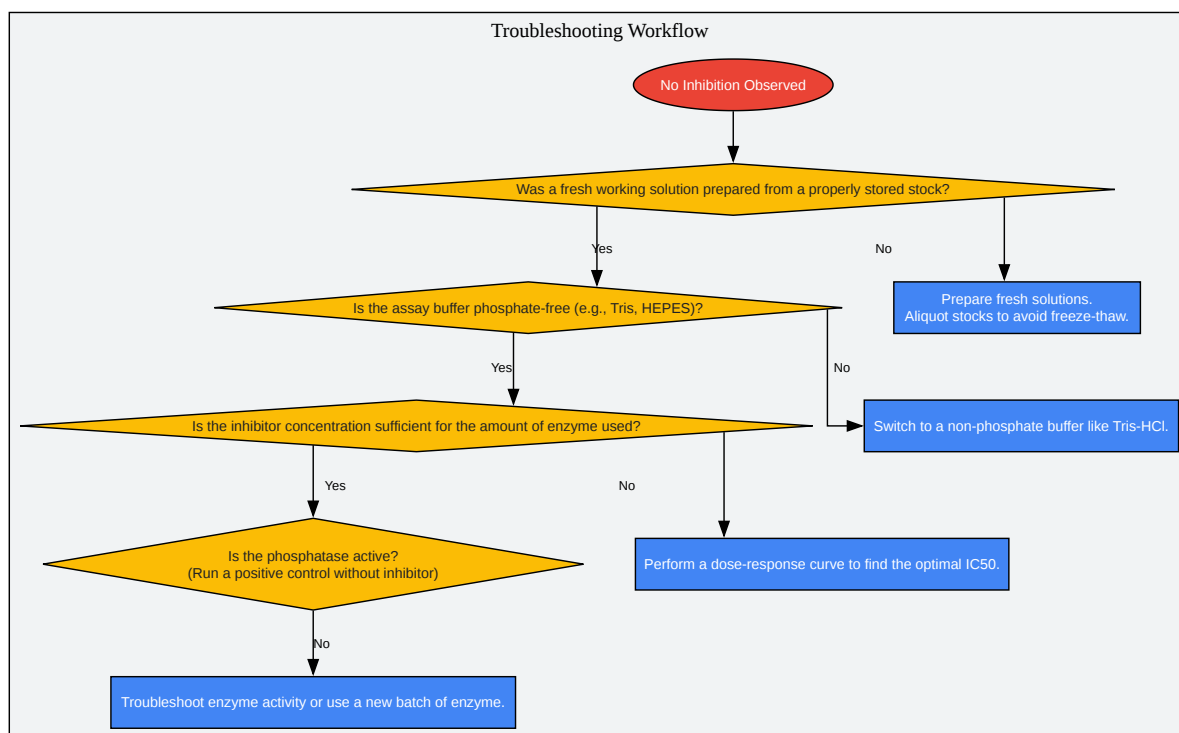 Troubleshooting Workflow
No Inhibition Observed
Was a fresh working solution prepared from a properly stored stock?
Yes
No
Is the assay buffer phosphate-free (e.g., Tris, HEPES)?
Prepare fresh solutions.
Aliquot stocks to avoid freeze-thaw.
Yes
No
Is the inhibitor concentration sufficient for the amount of enzyme used?
Switch to a non-phosphate buffer like Tris-HCl.
Yes
No
Is the phosphatase active?
(Run a positive control without inhibitor)
Perform a dose-response curve to find the optimal IC50.
No
Troubleshoot enzyme activity or use a new batch of enzyme.